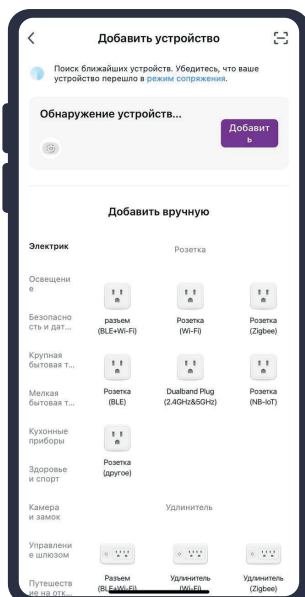 Добавить устройство
Поиск ближайших устройств. Убедитесь, что ваше
устройство перешло в режим сопряжения.
Обнаружение устройств...
Добавит
ь
Добавить вручную
Электрик
Розетка
Освещени
е
Безопасно
сть и дат...
разъем
(BLE+Wi-Fi)
Розетка
(Wi-Fi)
Розетка
(Zigbee)
Крупная
бытовая т...
Мелкая
бытовая т...
Розетка
(BLE)
Dualband Plug
(2.4GHz&5GHz)
Розетка
(NB-IoT)
Кухонные
приборы
Розетка
(другое)
Здоровье
и спорт
Камера
и замок
Удлинитель
Управлени
е шлюзом
Путешеств
ие на отк...
Разъем
(BLE+Wi-Fi)
Удлинитель
(Wi-Fi)
Удлинитель
(Zigbee)